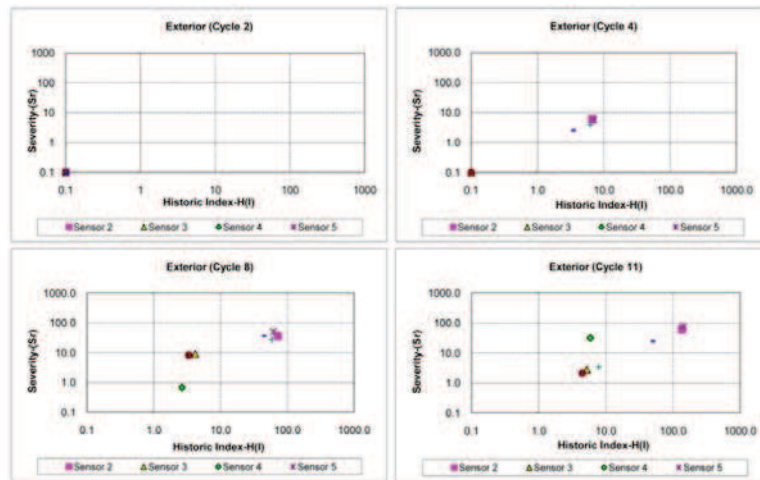 Exterior (Cycle 2)
1000
100
10
1
0.1
Severity-(Sr)
0.1 1 10 100 1000
Historic Index-H(I)
Sensor 2 Sensor 3 Sensor 4 Sensor 5
Exterior (Cycle 4)
1000.0
100.0
10.0
1.0
0.1
Severity-(Sr)
0.1 1.0 10.0 100.0 1000.0
Historic Index-H(I)
Sensor 2 Sensor 3 Sensor 4 Sensor 5
Exterior (Cycle 8)
1000.0
100.0
10.0
1.0
0.1
Severity-(Sr)
0.1 1.0 10.0 100.0 1000.0
Historic Index-H(I)
Sensor 2 Sensor 3 Sensor 4 Sensor 5
Exterior (Cycle 11)
1000.0
100.0
10.0
1.0
0.1
Severity-(Sr)
0.1 1.0 10.0 100.0 1000.0
Historic Index-H(I)
Sensor 2 Sensor 3 Sensor 4 Sensor 5